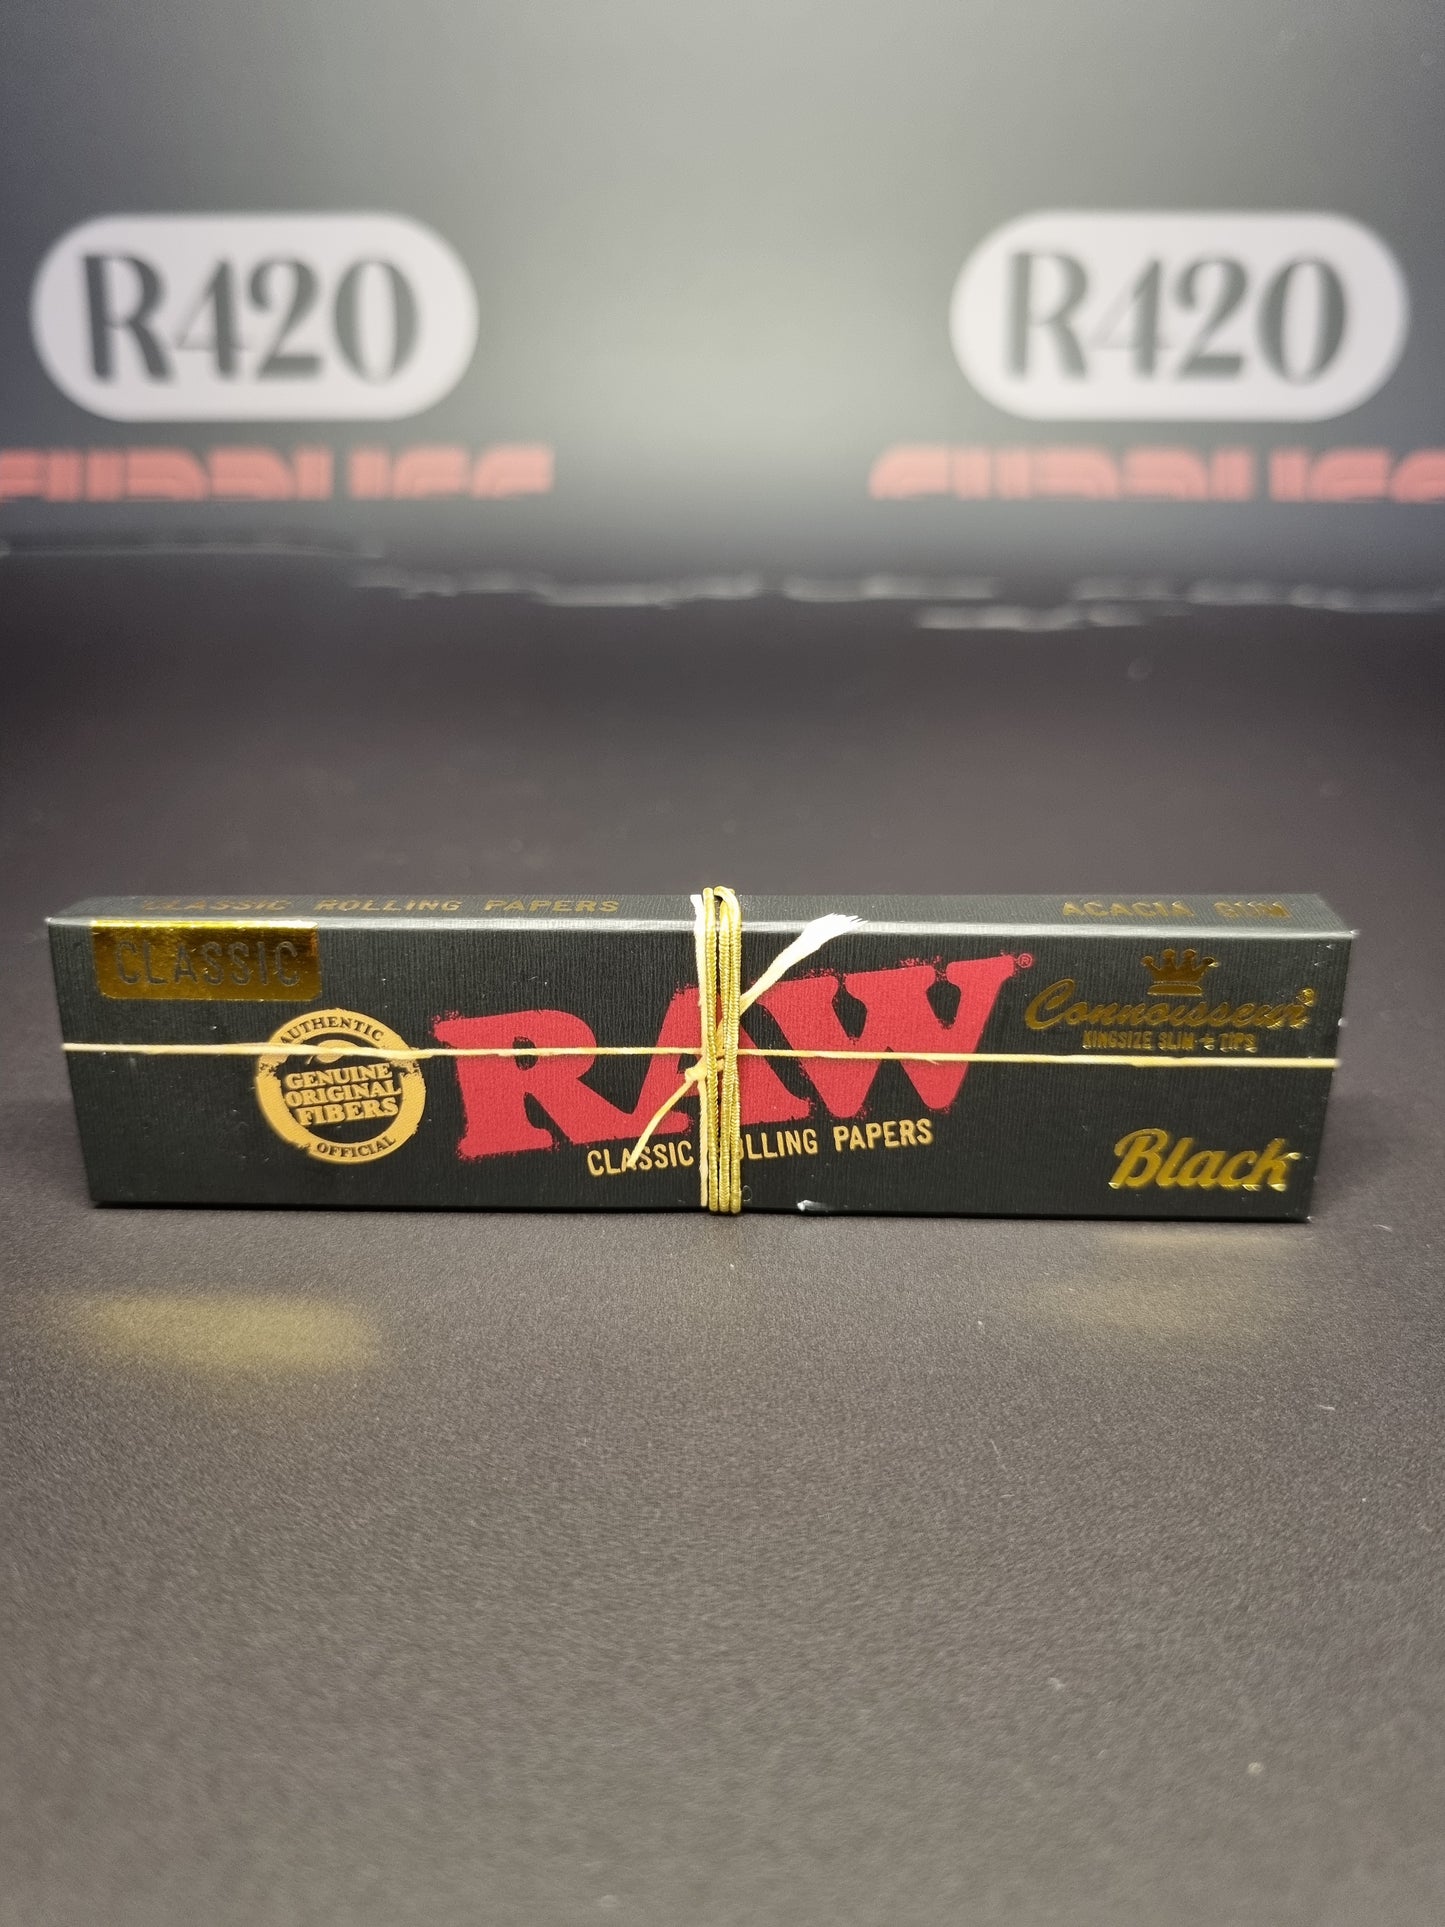 R420
R420
CLASSIC ROLLING PAPERS
ACACIA GUM
CLASSIC
AUTHENTIC
GENUINE
ORIGINAL
FIBERS
OFFICIAL
RAW®
CLASSIC ROLLING PAPERS
Connoisseur
KINGSIZE SLIM + TIPS
Black